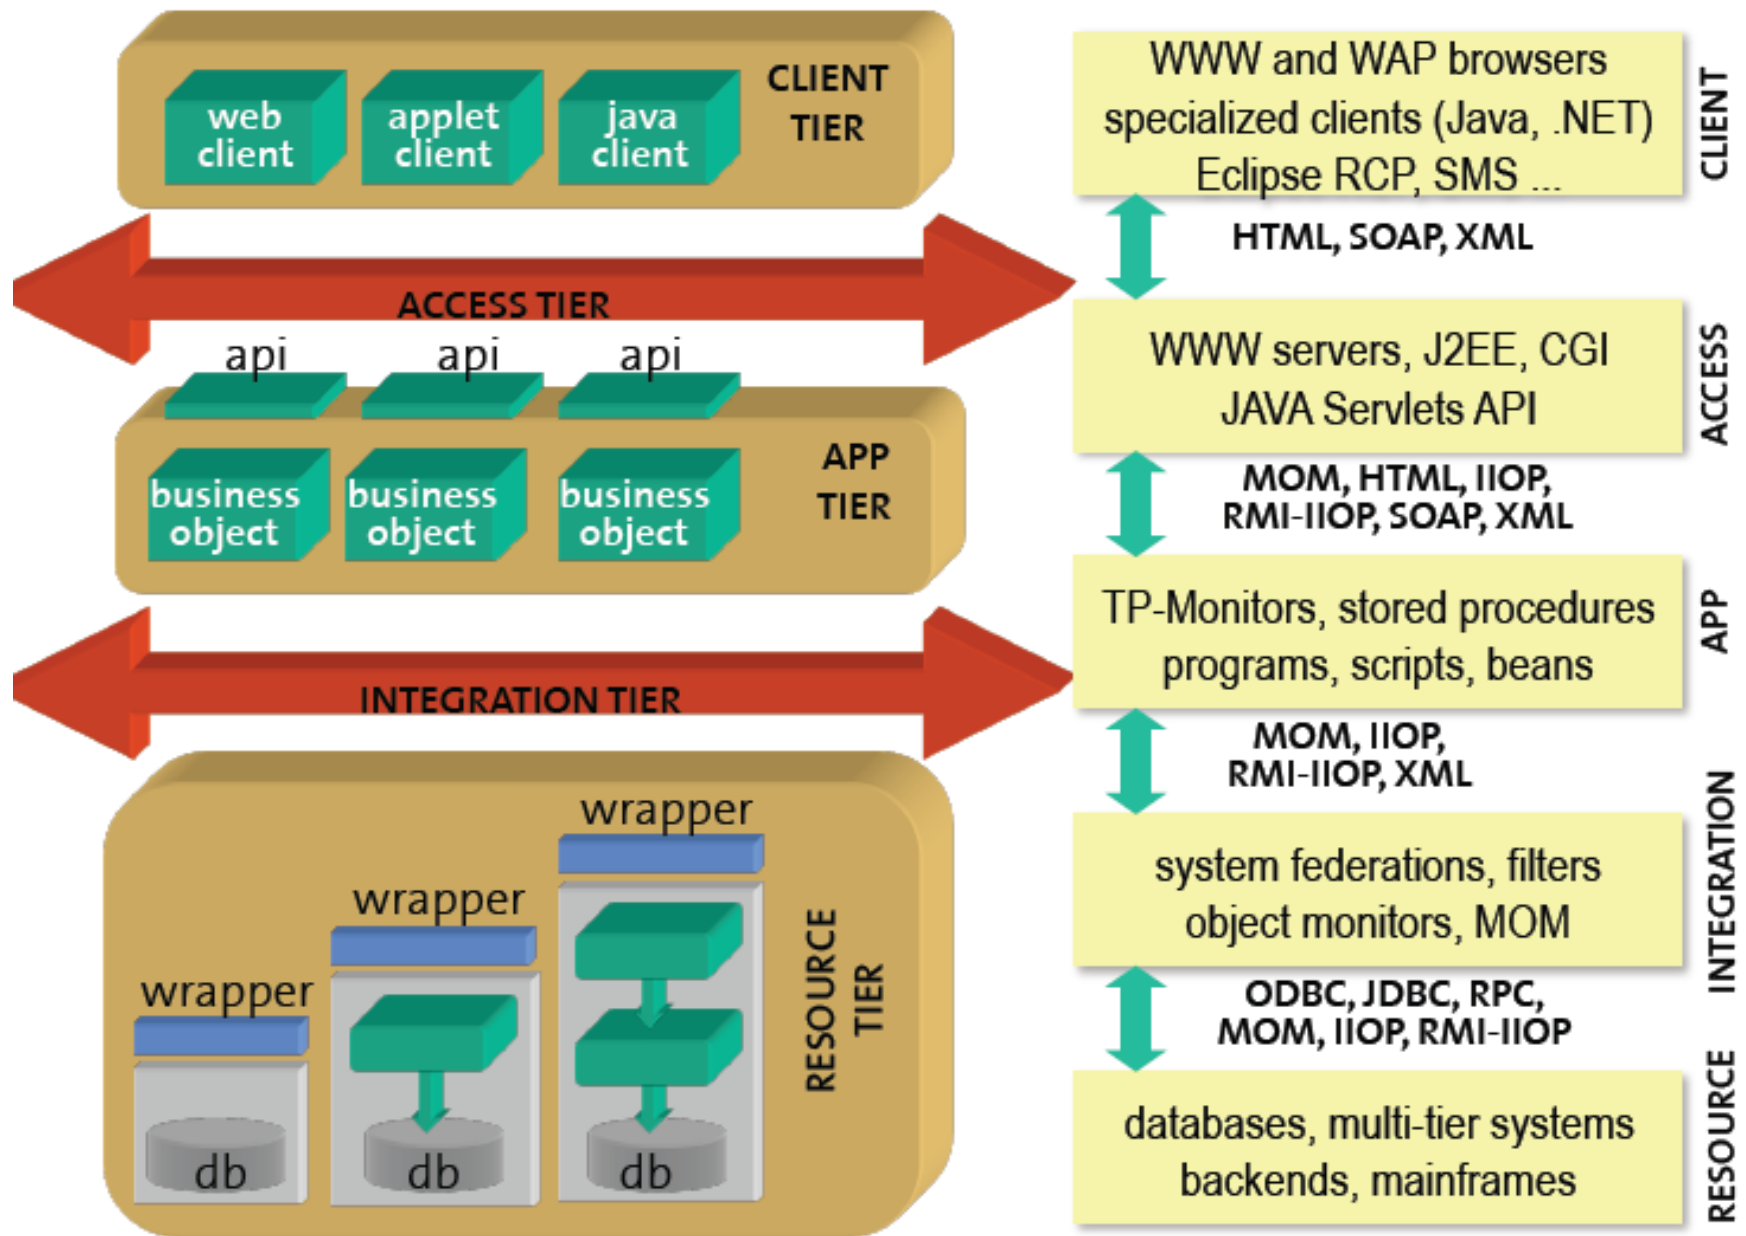 CLIENT
TIER
web
client
applet
client
java
client
ACCESS TIER
api
api
api
APP
TIER
business
object
business
object
business
object
INTEGRATION TIER
wrapper
wrapper
wrapper
RESOURCE
TIER
db
db
db
WWW and WAP browsers
specialized clients (Java, .NET)
Eclipse RCP, SMS ...
CLIENT
HTML, SOAP, XML
WWW servers, J2EE, CGI
JAVA Servlets API
ACCESS
MOM, HTML, IIOP,
RMI-IIOP, SOAP, XML
TP-Monitors, stored procedures
programs, scripts, beans
APP
MOM, IIOP,
RMI-IIOP, XML
system federations, filters
object monitors, MOM
INTEGRATION
ODBC, JDBC, RPC,
MOM, IIOP, RMI-IIOP
databases, multi-tier systems
backends, mainframes
RESOURCE